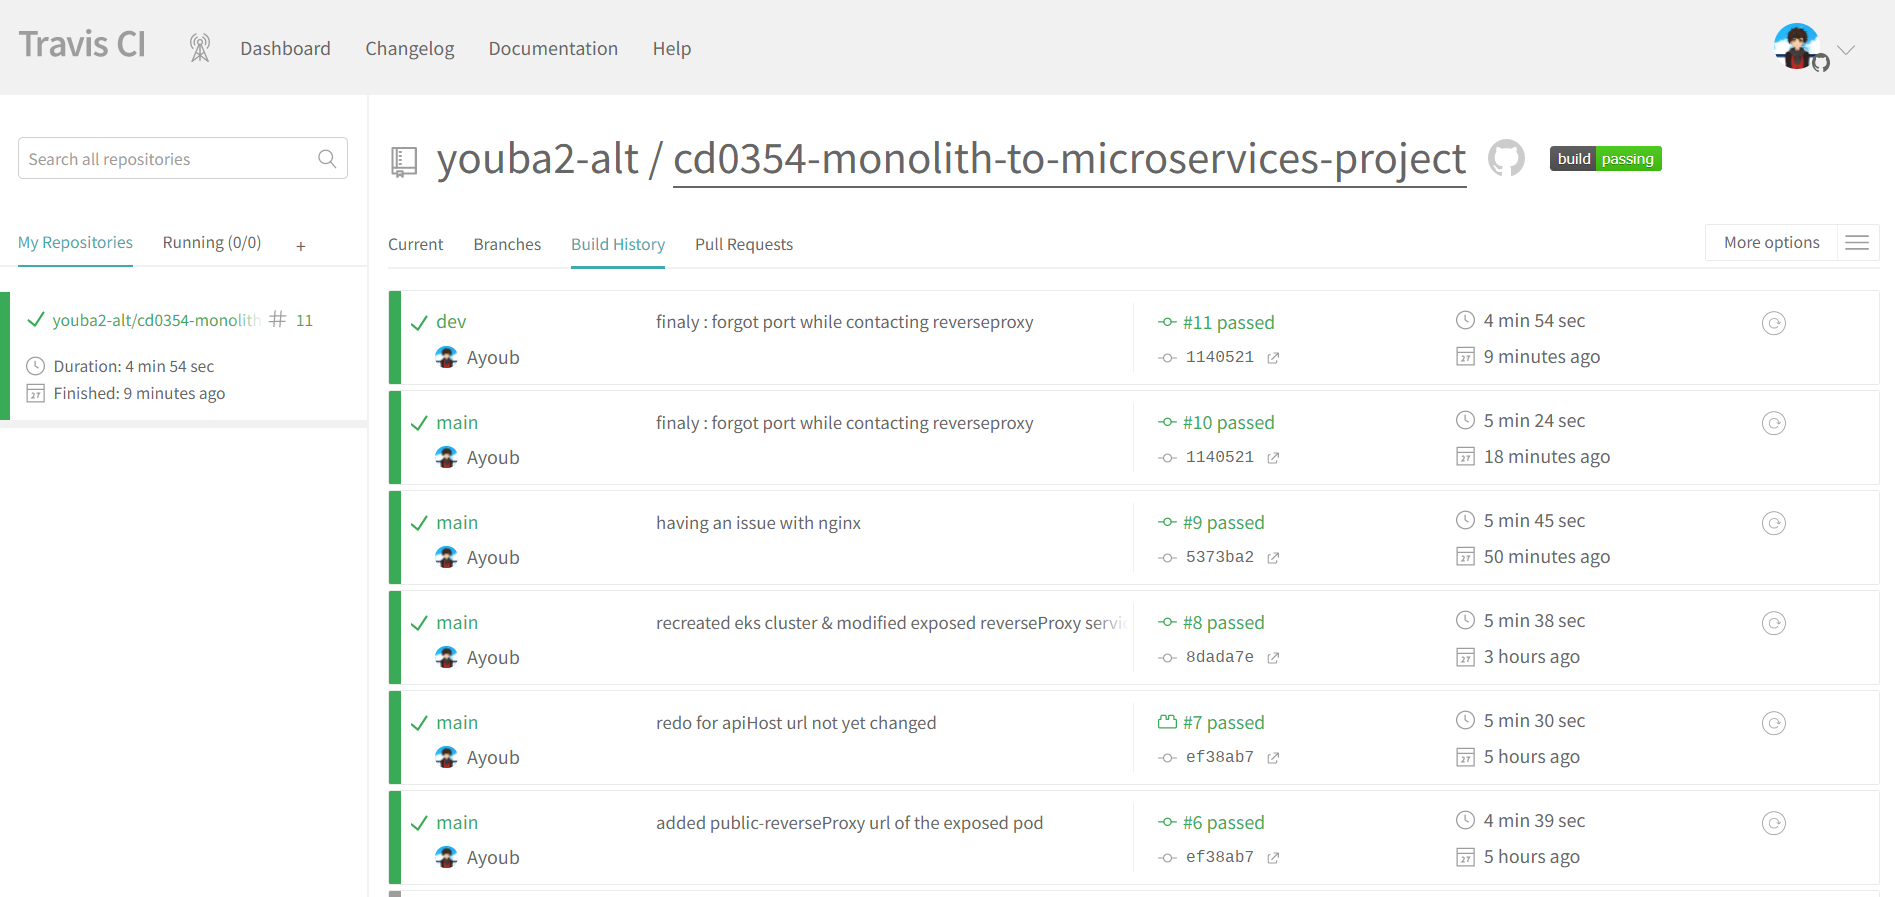 Travis CI
Dashboard
Changelog
Documentation
Help
Search all repositories
My Repositories
Running (0/0)
+
youba2-alt/cd0354-monolith
# 11
Duration: 4 min 54 sec
Finished: 9 minutes ago
youba2-alt / cd0354-monolith-to-microservices-project
build passing
Current
Branches
Build History
Pull Requests
More options
dev
finaly : forgot port while contacting reverseproxy
#11 passed
4 min 54 sec
Ayoub
1140521
27
9 minutes ago
main
finaly : forgot port while contacting reverseproxy
#10 passed
5 min 24 sec
Ayoub
1140521
27
18 minutes ago
main
having an issue with nginx
#9 passed
5 min 45 sec
Ayoub
5373ba2
27
50 minutes ago
main
recreated eks cluster & modified exposed reverseProxy servic
#8 passed
5 min 38 sec
Ayoub
8dada7e
27
3 hours ago
main
redo for apiHost url not yet changed
#7 passed
5 min 30 sec
Ayoub
ef38ab7
27
5 hours ago
main
added public-reverseProxy url of the exposed pod
#6 passed
4 min 39 sec
Ayoub
ef38ab7
27
5 hours ago